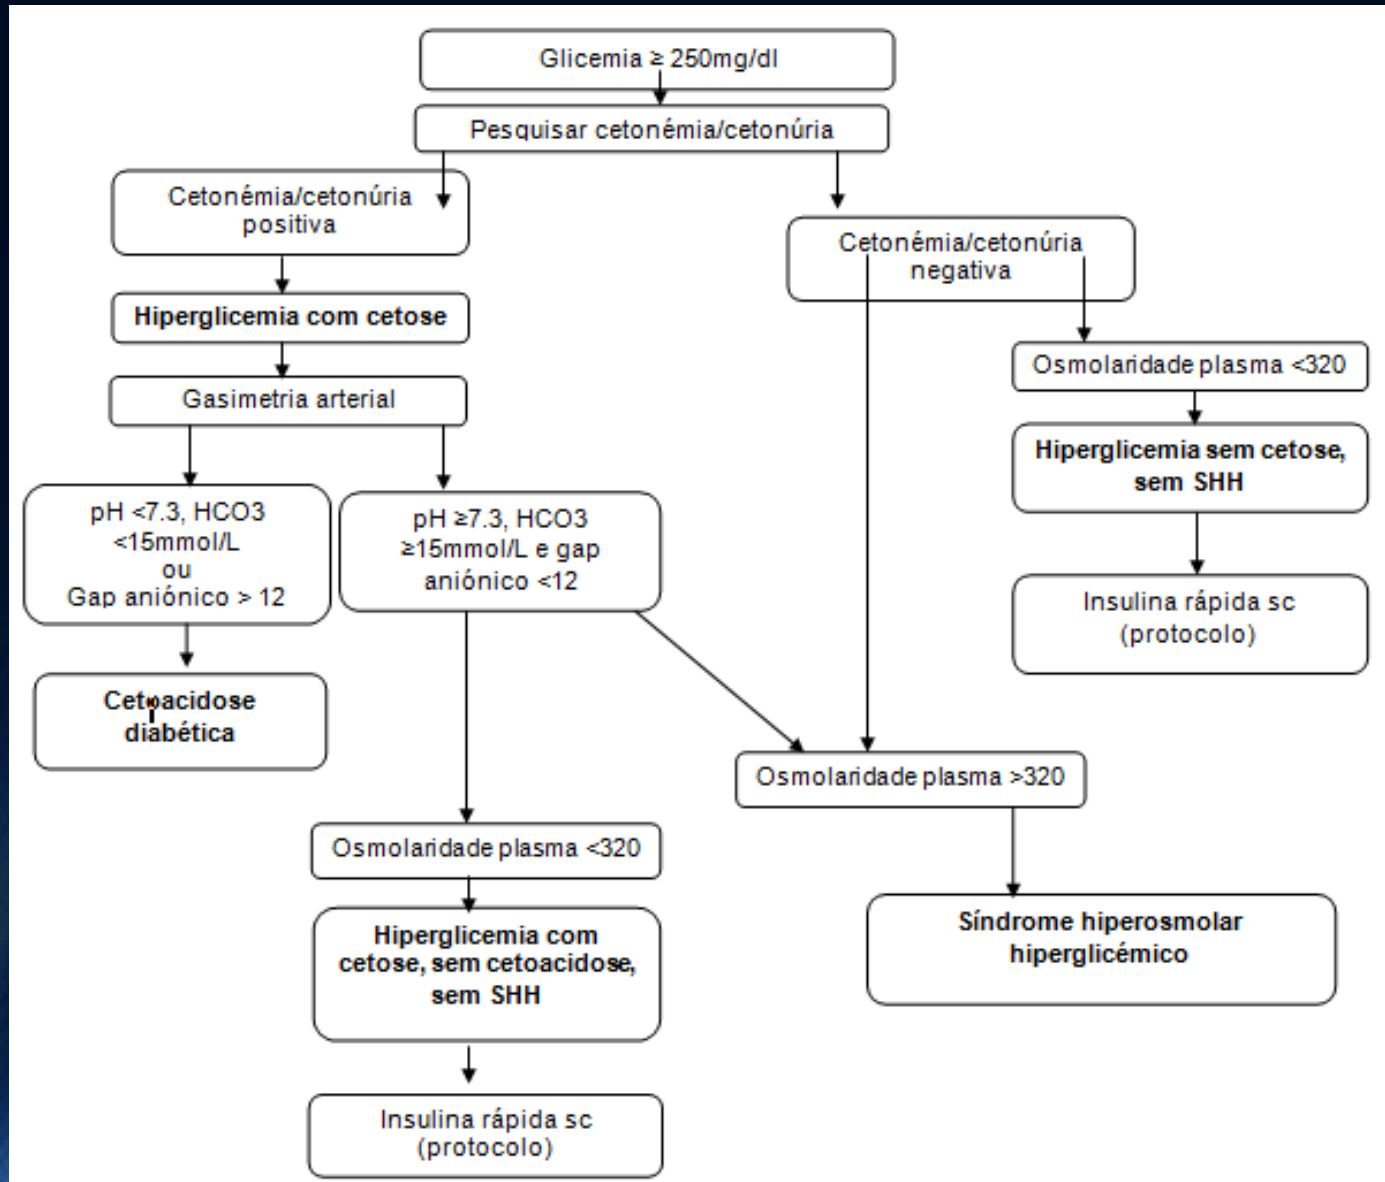 Glicemia ≥ 250mg/dl
Pesquisar cetonémia/cetonúria
Cetonémia/cetonúria
positiva
Cetonémia/cetonúria
negativa
Hiperglicemia com cetose
Gasimetria arterial
Osmolaridade plasma <320
Hiperglicemia sem cetose,
sem SHH
Insulina rápida sc
(protocolo)
pH <7.3, HCO3
<15mmol/L
ou
Gap aniónico > 12
pH ≥7.3, HCO3
≥15mmol/L e gap
aniónico <12
Cetoacidose
diabética
Osmolaridade plasma >320
Osmolaridade plasma <320
Síndrome hiperosmolar
hiperglicémico
Hiperglicemia com
cetose, sem cetoacidose,
sem SHH
Insulina rápida sc
(protocolo)